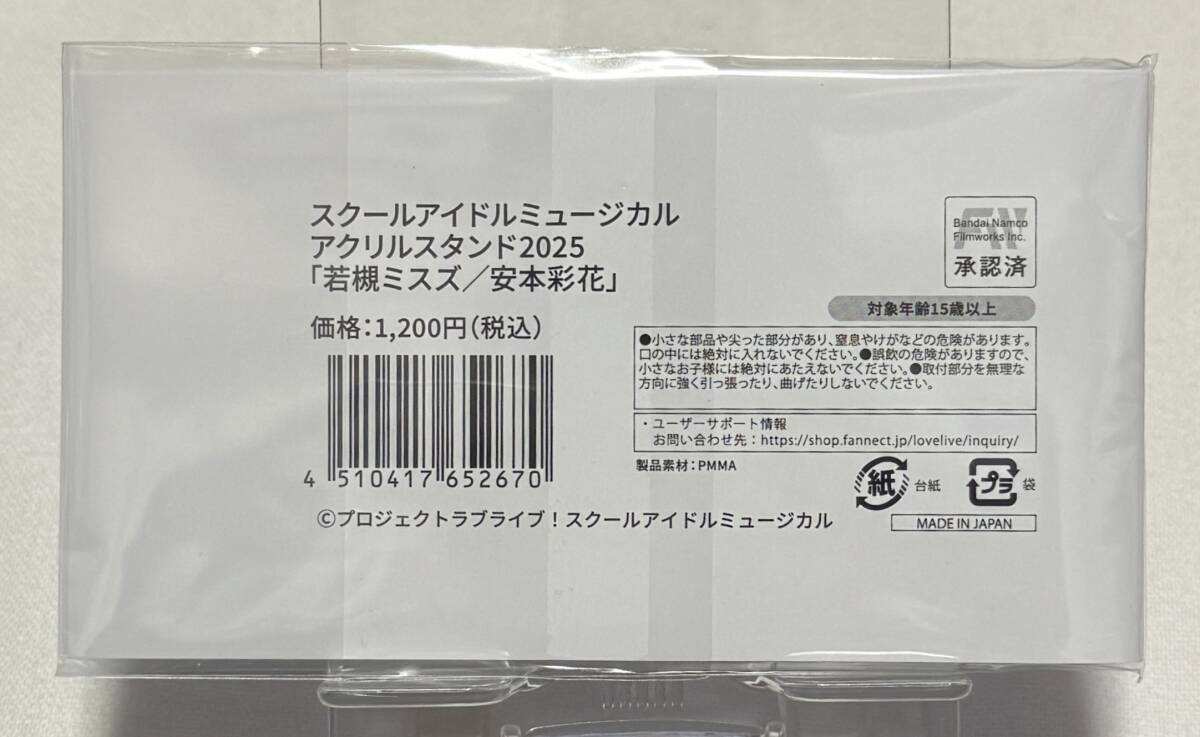 スクールアイドルミュージカル
アクリルスタンド2025
「若槻ミスズ／安本彩花」
価格：1,200円（税込）
4 510417 652670
©プロジェクトラブライブ！スクールアイドルミュージカル
FW
Bandai Namco
Filmworks Inc.
承認済
対象年齢15歳以上
●小さな部品や尖った部分があり、窒息やけがなどの危険があります。
口の中には絶対に入れないでください。●誤飲の危険がありますので、
小さなお子様には絶対にあたえないでください。●取付部分を無理な
方向に強く引っ張ったり、曲げたりしないでください。
・ユーザーサポート情報
お問い合わせ先：https://shop.fannect.jp/lovelive/inquiry/
製品素材：PMMA
紙 台紙
プラ 袋
MADE IN JAPAN